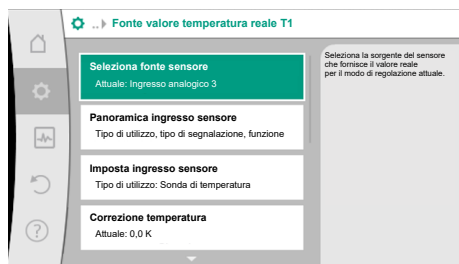 ..▸ Fonte valore temperatura reale T1
Seleziona fonte sensore
Attuale: Ingresso analogico 3
Panoramica ingresso sensore
Tipo di utilizzo, tipo di segnalazione, funzione
Imposta ingresso sensore
Tipo di utilizzo: Sonda di temperatura
Correzione temperatura
Attuale: 0,0 K
Seleziona la sorgente del sensore
che fornisce il valore reale
per il modo di regolazione attuale.
?